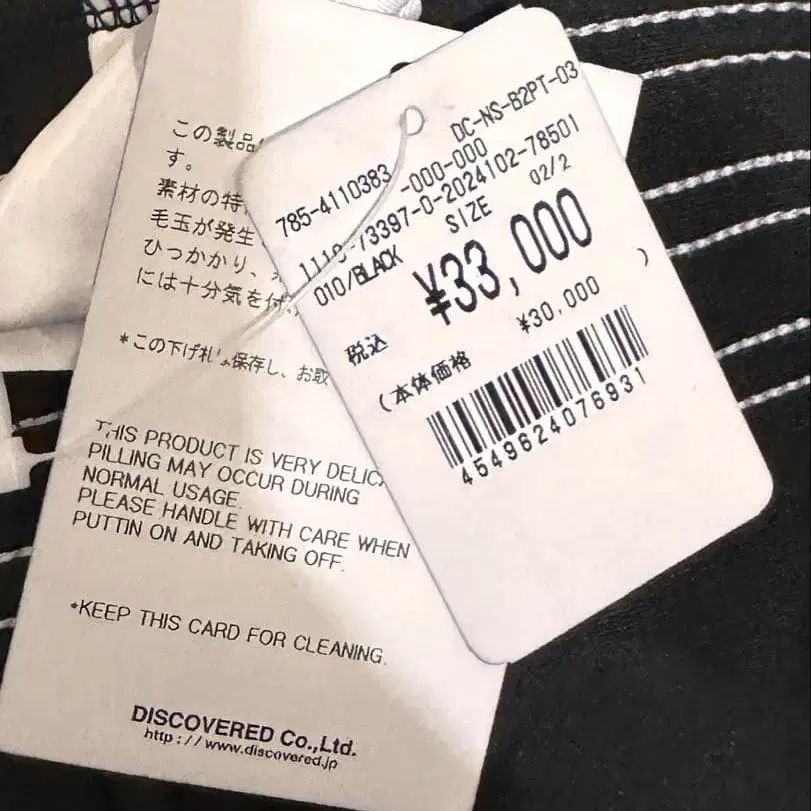 この製品
す。
素材の特
毛玉が発生
ひっかかり、
には十分気を付
*この下げ札は保存し、お取
THIS PRODUCT IS VERY DELIC
PILLING MAY OCCUR DURING
NORMAL USAGE.
PLEASE HANDLE WITH CARE WHEN
PUTTIN ON AND TAKING OFF.
*KEEP THIS CARD FOR CLEANING.
DISCOVERED Co.,Ltd.
http://www.discovered.jp
DC-NS-B2PT-03
785-4110383 -000-000
1110-73397-0-2024102-78501
010/BLACK SIZE 02/2
税込 ¥33,000
(本体価格 ¥30,000 )
4549624076931